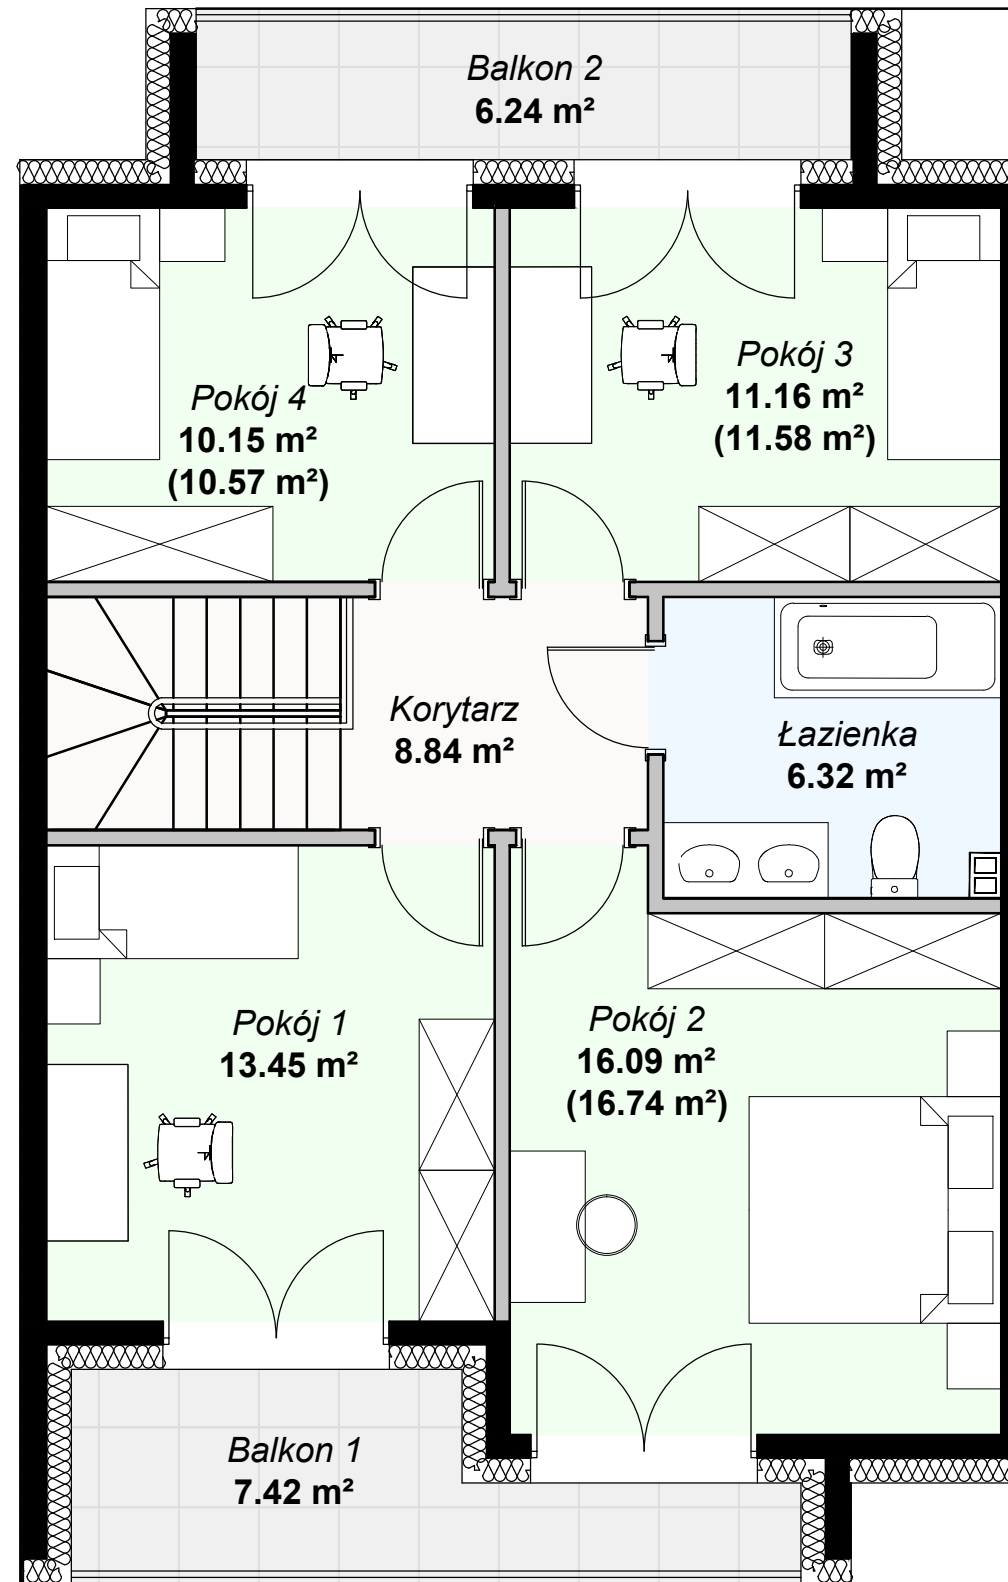 Balkon 2
6.24 m²
Pokój 4
10.15 m²
(10.57 m²)
Pokój 3
11.16 m²
(11.58 m²)
Korytarz
8.84 m²
Łazienka
6.32 m²
Pokój 1
13.45 m²
Pokój 2
16.09 m²
(16.74 m²)
Balkon 1
7.42 m²